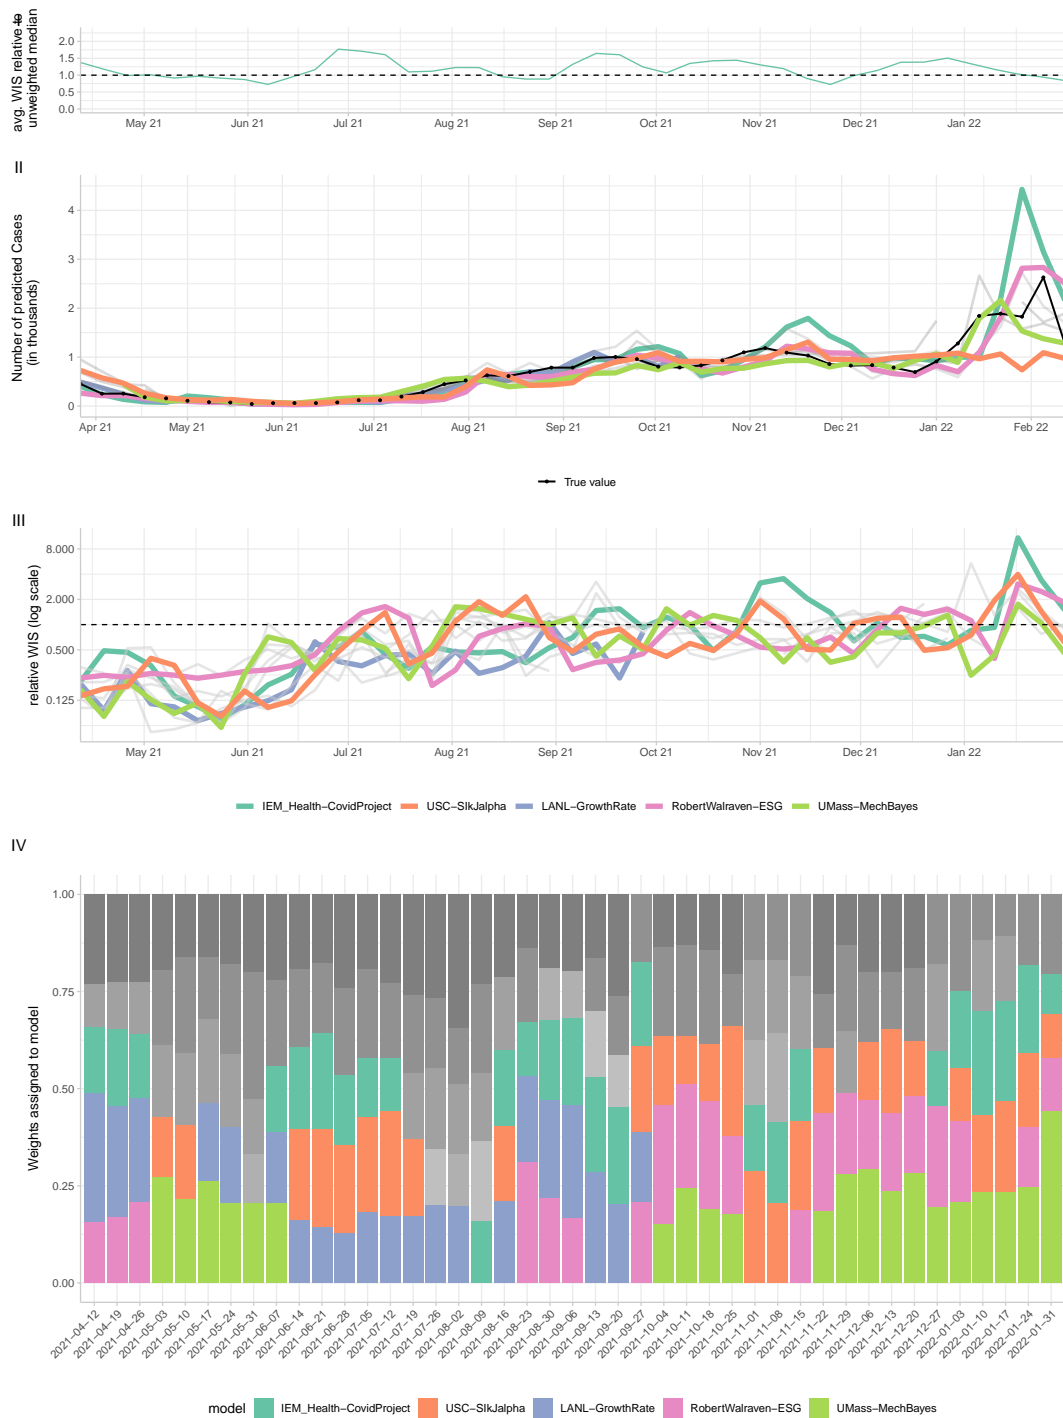 I
avg. WIS relative to
unweighted median
2.0
1.5
1.0
0.5
0.0
May 21 Jun 21 Jul 21 Aug 21 Sep 21 Oct 21 Nov 21 Dec 21 Jan 22
II
Number of predicted Cases
(in thousands)
4
3
2
1
0
Apr 21 May 21 Jun 21 Jul 21 Aug 21 Sep 21 Oct 21 Nov 21 Dec 21 Jan 22 Feb 22
True value
III
relative WIS (log scale)
8.000
2.000
0.500
0.125
May 21 Jun 21 Jul 21 Aug 21 Sep 21 Oct 21 Nov 21 Dec 21 Jan 22
IEM_Health−CovidProject USC−SIkJalpha LANL−GrowthRate RobertWalraven−ESG UMass−MechBayes
IV
Weights assigned to model
1.00
0.75
0.50
0.25
0.00
2021−04−12 2021−04−19 2021−04−26 2021−05−03 2021−05−10 2021−05−17 2021−05−24 2021−05−31 2021−06−07 2021−06−14 2021−06−21 2021−06−28 2021−07−05 2021−07−12 2021−07−19 2021−07−26 2021−08−02 2021−08−09 2021−08−16 2021−08−23 2021−08−30 2021−09−06 2021−09−13 2021−09−20 2021−09−27 2021−10−04 2021−10−11 2021−10−18 2021−10−25 2021−11−01 2021−11−08 2021−11−15 2021−11−22 2021−11−29 2021−12−06 2021−12−13 2021−12−20 2021−12−27 2022−01−03 2022−01−10 2022−01−17 2022−01−24 2022−01−31
model IEM_Health−CovidProject USC−SIkJalpha LANL−GrowthRate RobertWalraven−ESG UMass−MechBayes